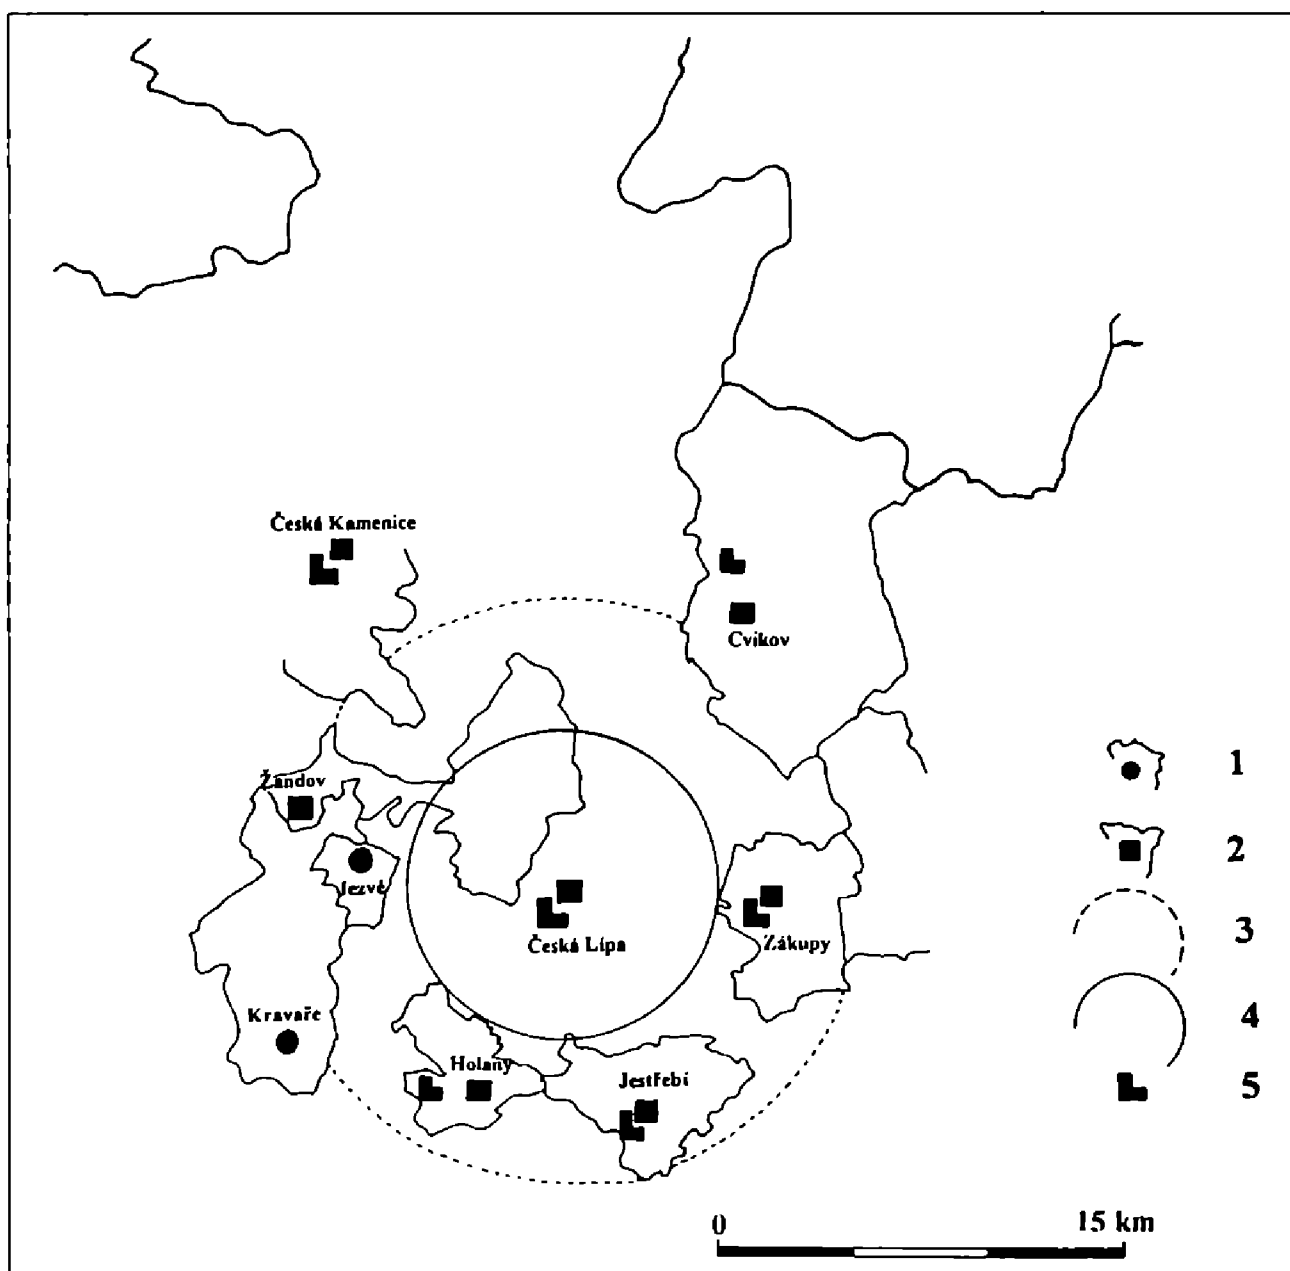 Česká Kamenice
Cvikov
Žandov
Jezvé
Česká Lípa
Zákupy
Kravaře
Holany
Jestřebí
1
2
3
4
5
0
15 km